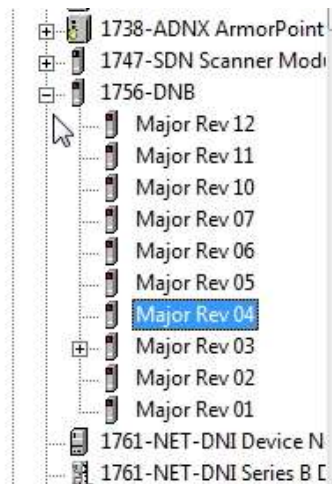 1738-ADNX ArmorPoint
1747-SDN Scanner Mod
1756-DNB
Major Rev 12
Major Rev 11
Major Rev 10
Major Rev 07
Major Rev 06
Major Rev 05
Major Rev 04
Major Rev 03
Major Rev 02
Major Rev 01
1761-NET-DNI Device N
1761-NET-DNI Series B D